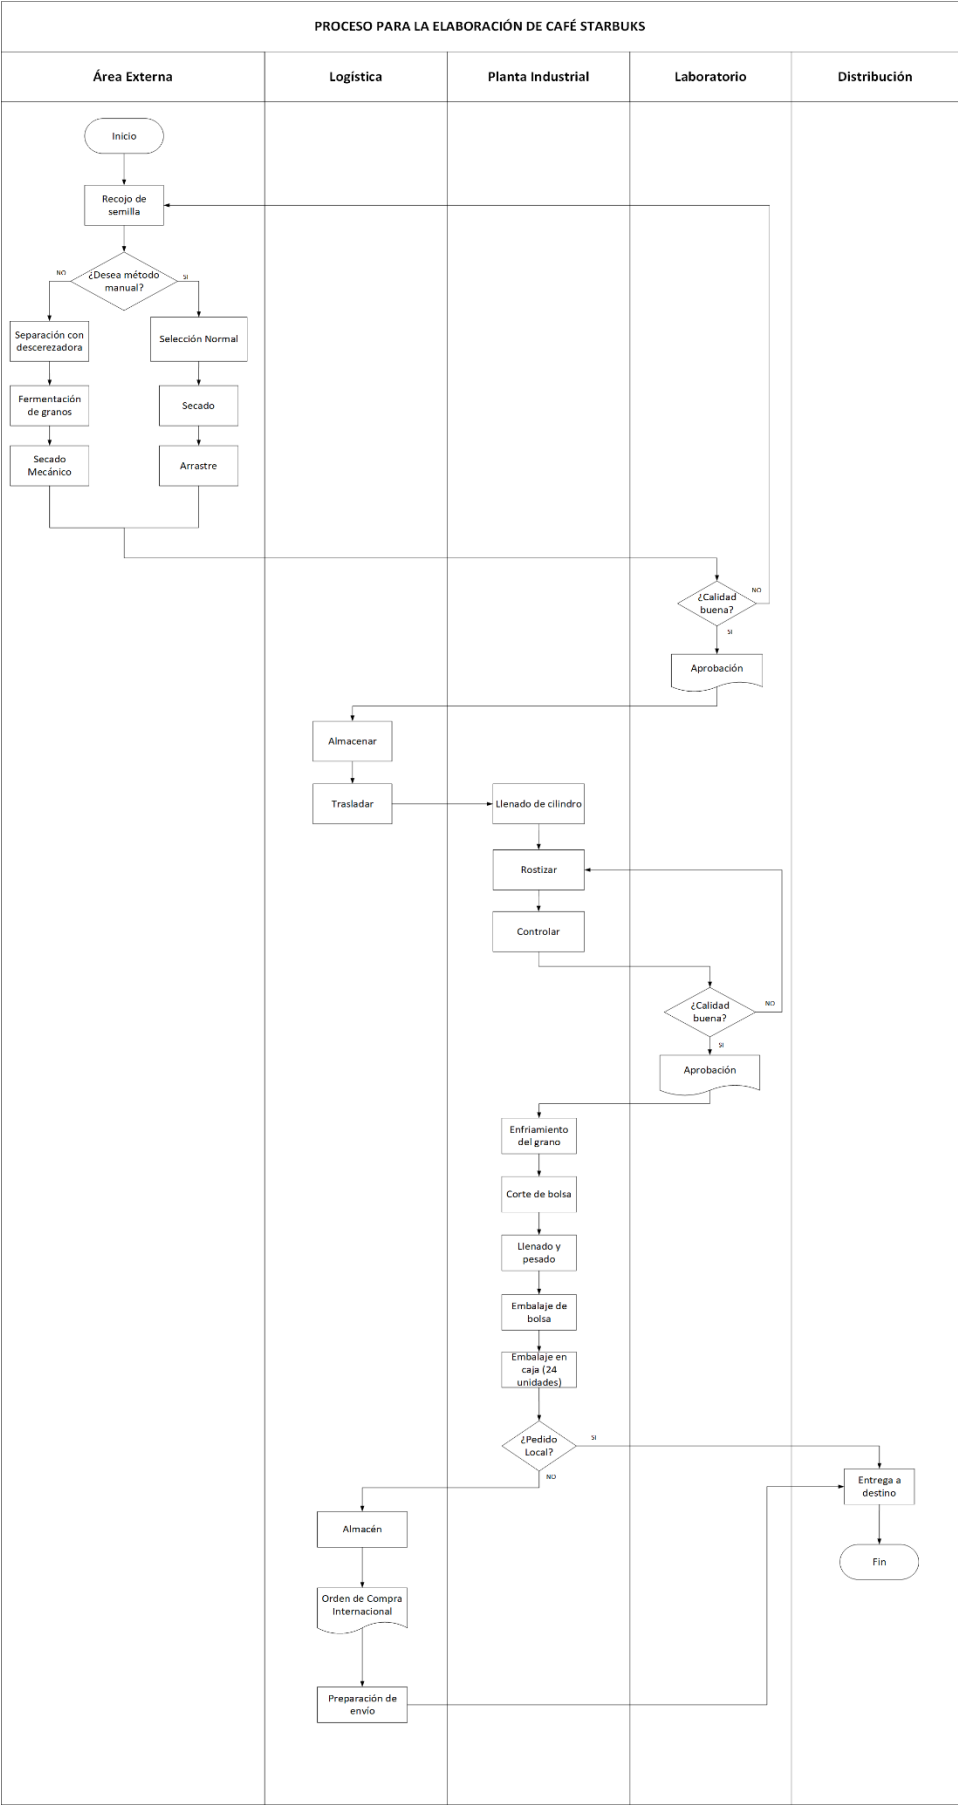 PROCESO PARA LA ELABORACIÓN DE CAFÉ STARBUKS
Área Externa
Logística
Planta Industrial
Laboratorio
Distribución
Inicio
Recojo de
semilla
¿Desea método
manual?
NO
SI
Separación con
descerezadora
Selección Normal
Fermentación
de granos
Secado
Secado
Mecánico
Arrastre
¿Calidad
buena?
NO
SI
Aprobación
Almacenar
Trasladar
Llenado de cilindro
Rostizar
Controlar
¿Calidad
buena?
NO
SI
Aprobación
Enfriamiento
del grano
Corte de bolsa
Llenado y
pesado
Embalaje de
bolsa
Embalaje en
caja (24
unidades)
¿Pedido
Local?
SI
NO
Entrega a
destino
Almacén
Fin
Orden de Compra
Internacional
Preparación de
envío